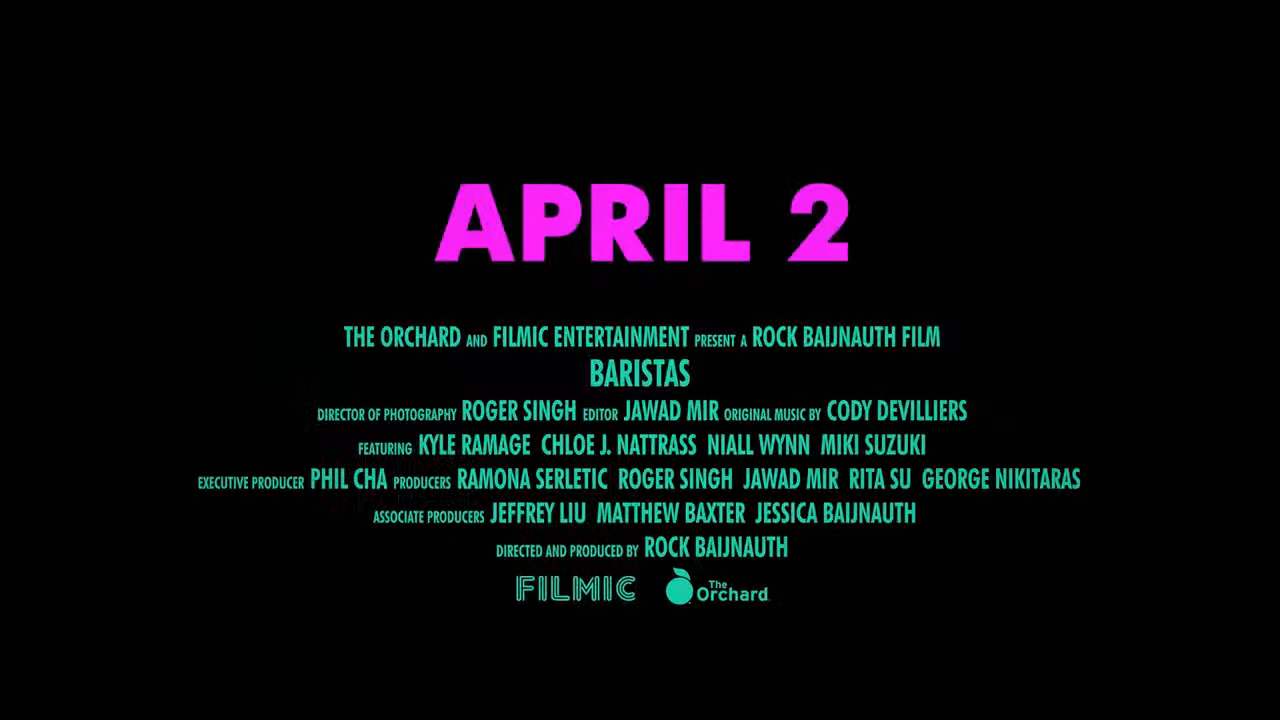 APRIL 2
THE ORCHARD AND FILMIC ENTERTAINMENT PRESENT A ROCK BAIJNAUTH FILM
BARISTAS
DIRECTOR OF PHOTOGRAPHY ROGER SINGH EDITOR JAWAD MIR ORIGINAL MUSIC BY CODY DEVILLIERS
FEATURING KYLE RAMAGE CHLOE J. NATTRASS NIALL WYNN MIKI SUZUKI
EXECUTIVE PRODUCER PHIL CHA PRODUCERS RAMONA SERLETIC ROGER SINGH JAWAD MIR RITA SU GEORGE NIKITARAS
ASSOCIATE PRODUCERS JEFFREY LIU MATTHEW BAXTER JESSICA BAIJNAUTH
DIRECTED AND PRODUCED BY ROCK BAIJNAUTH
FILMIC The Orchard